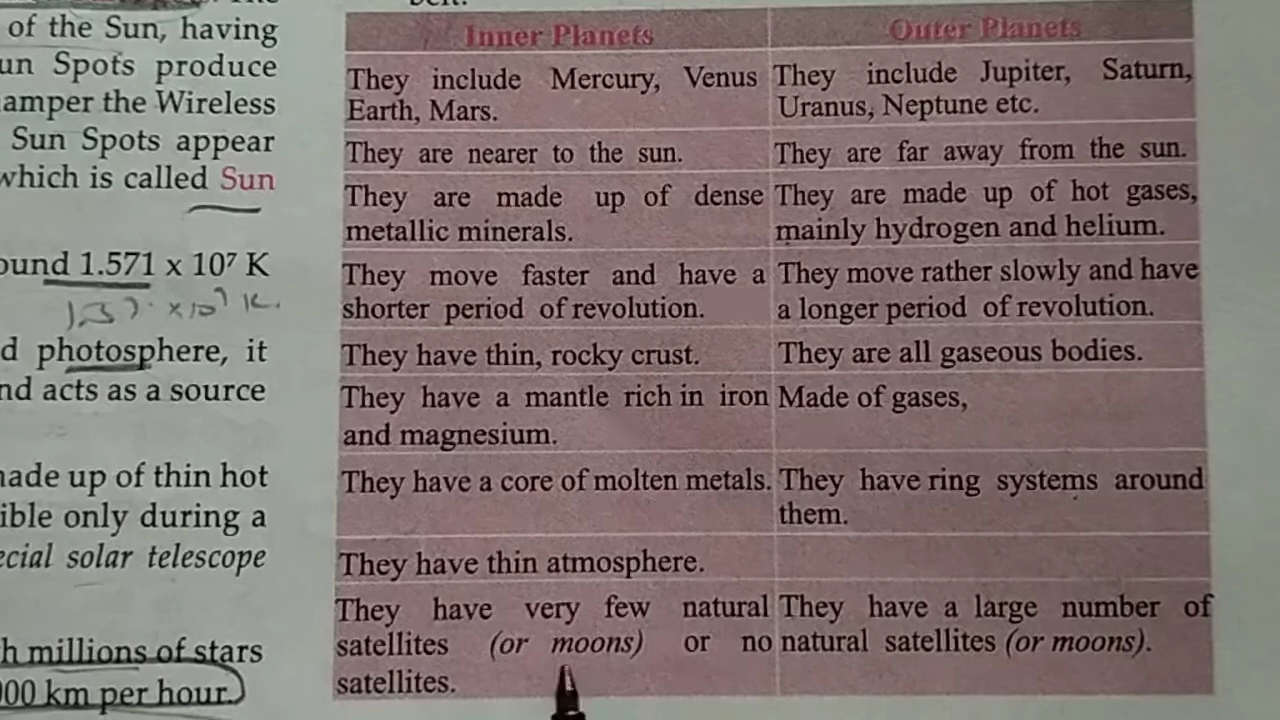 of the Sun, having
Spots produce
the Wireless
Sun Spots appear
which is called Sun
1.571 x 10⁷ K
photosphere, it
acts as a source
up of thin hot
only during a
solar telescope
millions of stars
km per hour.
Inner Planets
Outer Planets
They include Mercury, Venus
Earth, Mars.
They include Jupiter, Saturn,
Uranus, Neptune etc.
They are nearer to the sun.
They are far away from the sun.
They are made up of dense
metallic minerals.
They are made up of hot gases,
mainly hydrogen and helium.
They move faster and have a
shorter period of revolution.
They move rather slowly and have
a longer period of revolution.
They have thin, rocky crust.
They are all gaseous bodies.
They have a mantle rich in iron
and magnesium.
Made of gases,
They have a core of molten metals.
They have ring systems around
them.
They have thin atmosphere.
They have very few natural
satellites (or moons) or no
satellites.
They have a large number of
natural satellites (or moons).